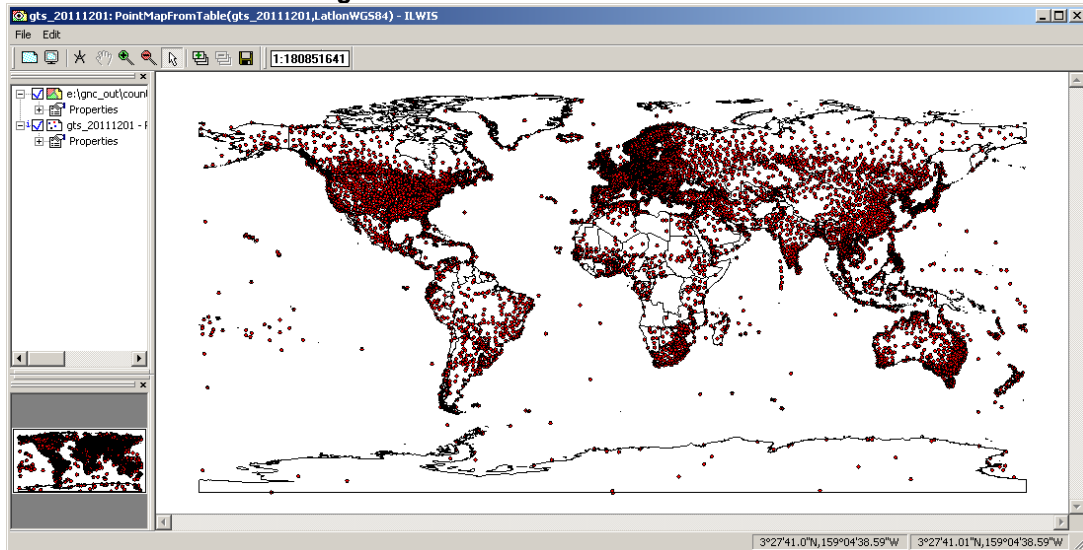 gts_20111201: PointMapFromTable(gts_20111201,LatlonWGS84) - ILWIS
File Edit
1:180851641
e:\gnc_out\count
Properties
gts_20111201 - P
Properties
3°27'41.0"N,159°04'38.59"W 3°27'41.01"N,159°04'38.59"W